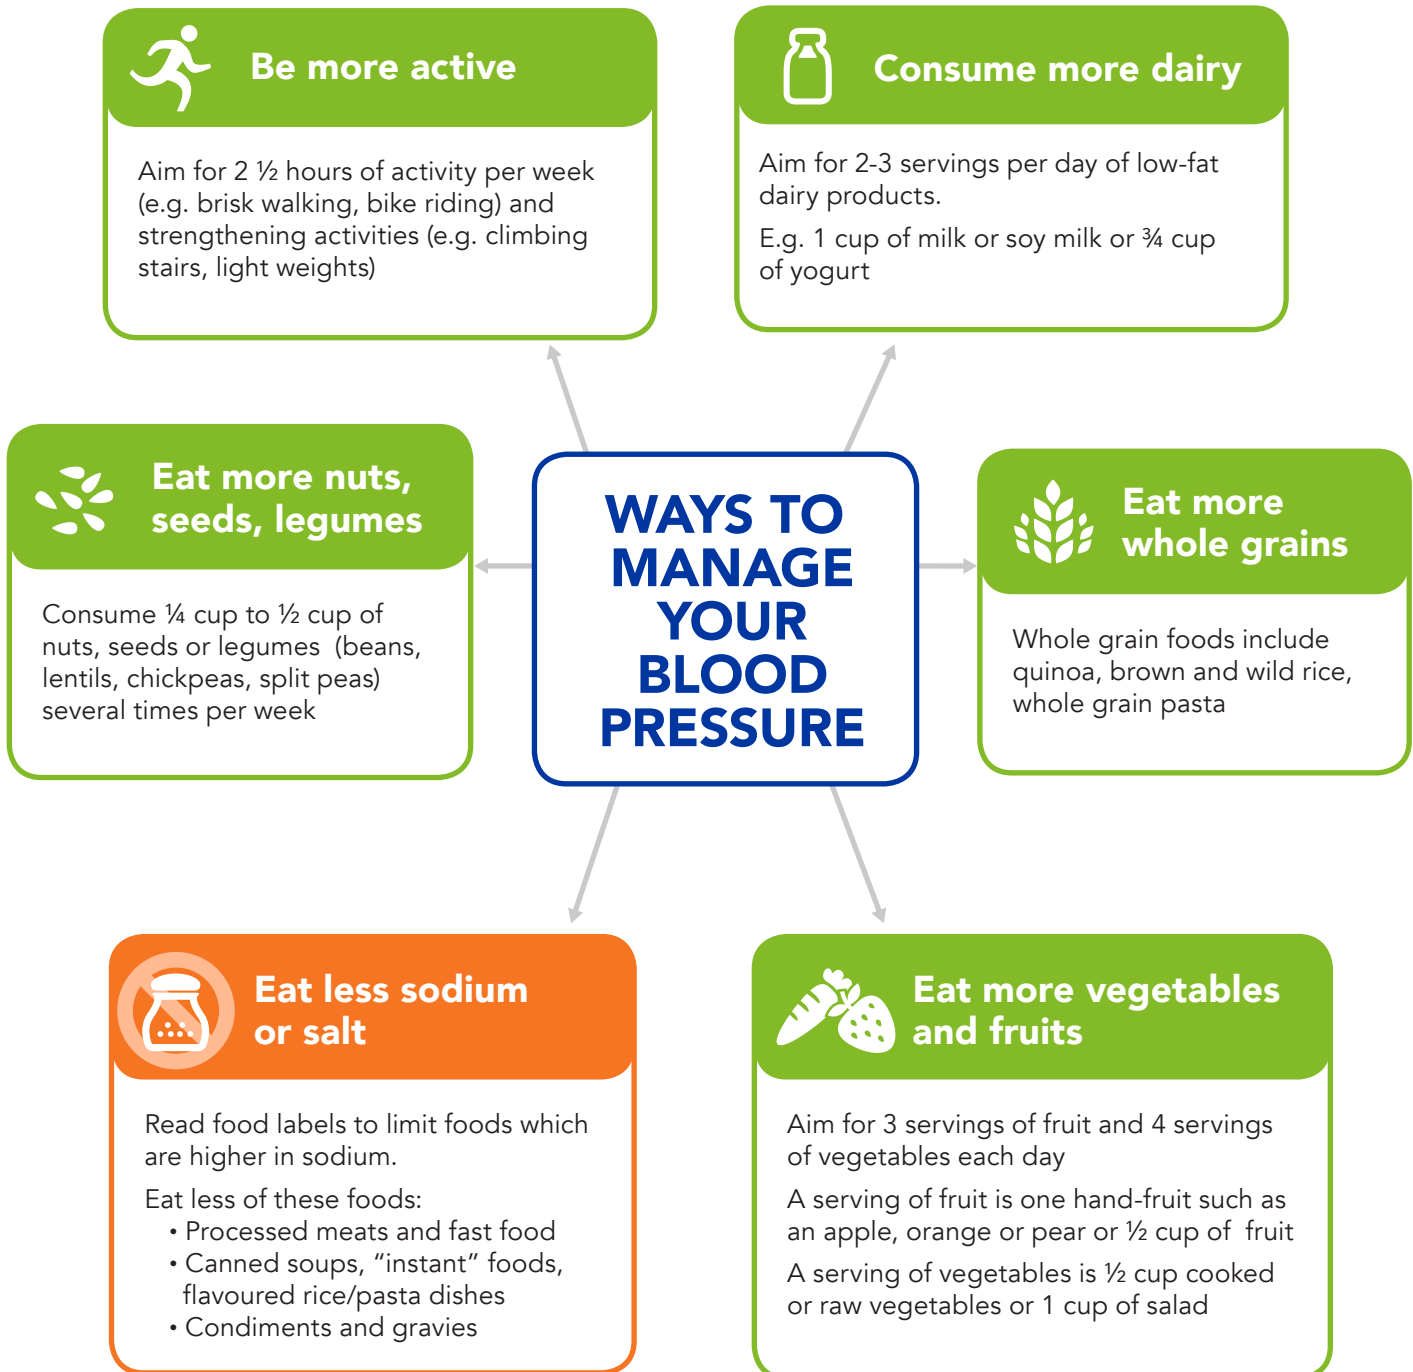 Be more active
Aim for 2 ½ hours of activity per week
(e.g. brisk walking, bike riding) and
strengthening activities (e.g. climbing
stairs, light weights)
Consume more dairy
Aim for 2-3 servings per day of low-fat
dairy products.
E.g. 1 cup of milk or soy milk or ¾ cup
of yogurt
Eat more nuts,
seeds, legumes
Consume ¼ cup to ½ cup of
nuts, seeds or legumes (beans,
lentils, chickpeas, split peas)
several times per week
WAYS TO
MANAGE
YOUR
BLOOD
PRESSURE
Eat more
whole grains
Whole grain foods include
quinoa, brown and wild rice,
whole grain pasta
Eat less sodium
or salt
Read food labels to limit foods which
are higher in sodium.
Eat less of these foods:
• Processed meats and fast food
• Canned soups, “instant” foods,
flavoured rice/pasta dishes
• Condiments and gravies
Eat more vegetables
and fruits
Aim for 3 servings of fruit and 4 servings
of vegetables each day
A serving of fruit is one hand-fruit such as
an apple, orange or pear or ½ cup of fruit
A serving of vegetables is ½ cup cooked
or raw vegetables or 1 cup of salad